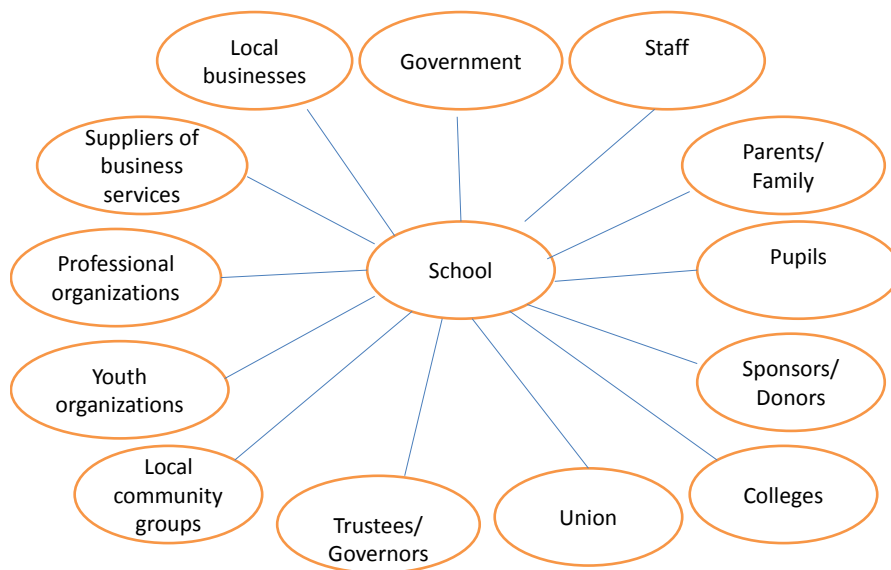 Local
businesses
Government
Staff
Suppliers of
business
services
Parents/
Family
Professional
organizations
School
Pupils
Youth
organizations
Sponsors/
Donors
Local
community
groups
Trustees/
Governors
Union
Colleges